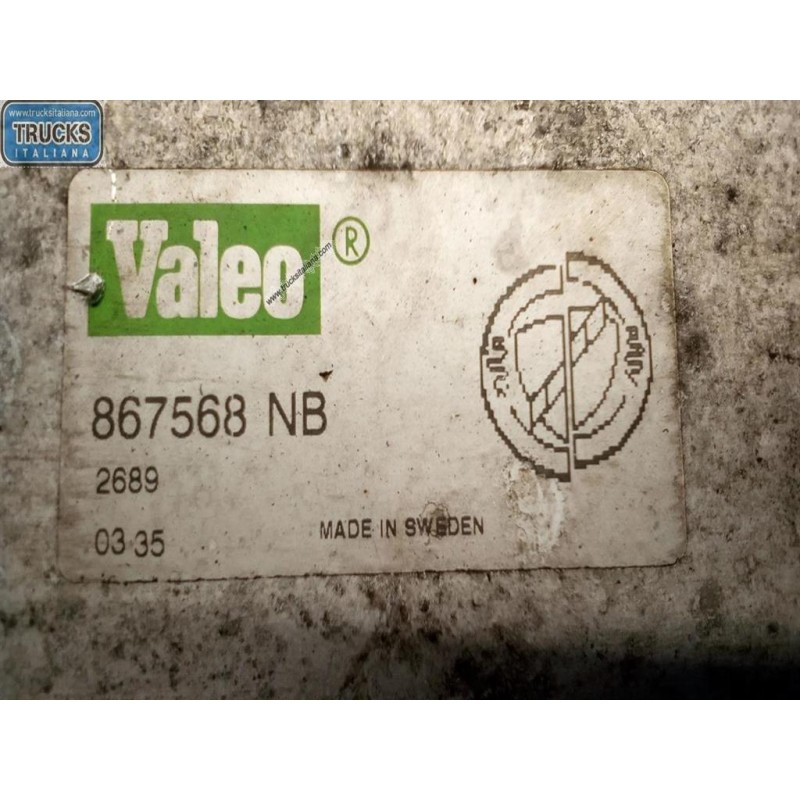 www.trucksitaliana.com
TRUCKS
ITALIANA
Valeo ®
www.trucksitaliana.com
867568 NB
2689
03 35
MADE IN SWEDEN